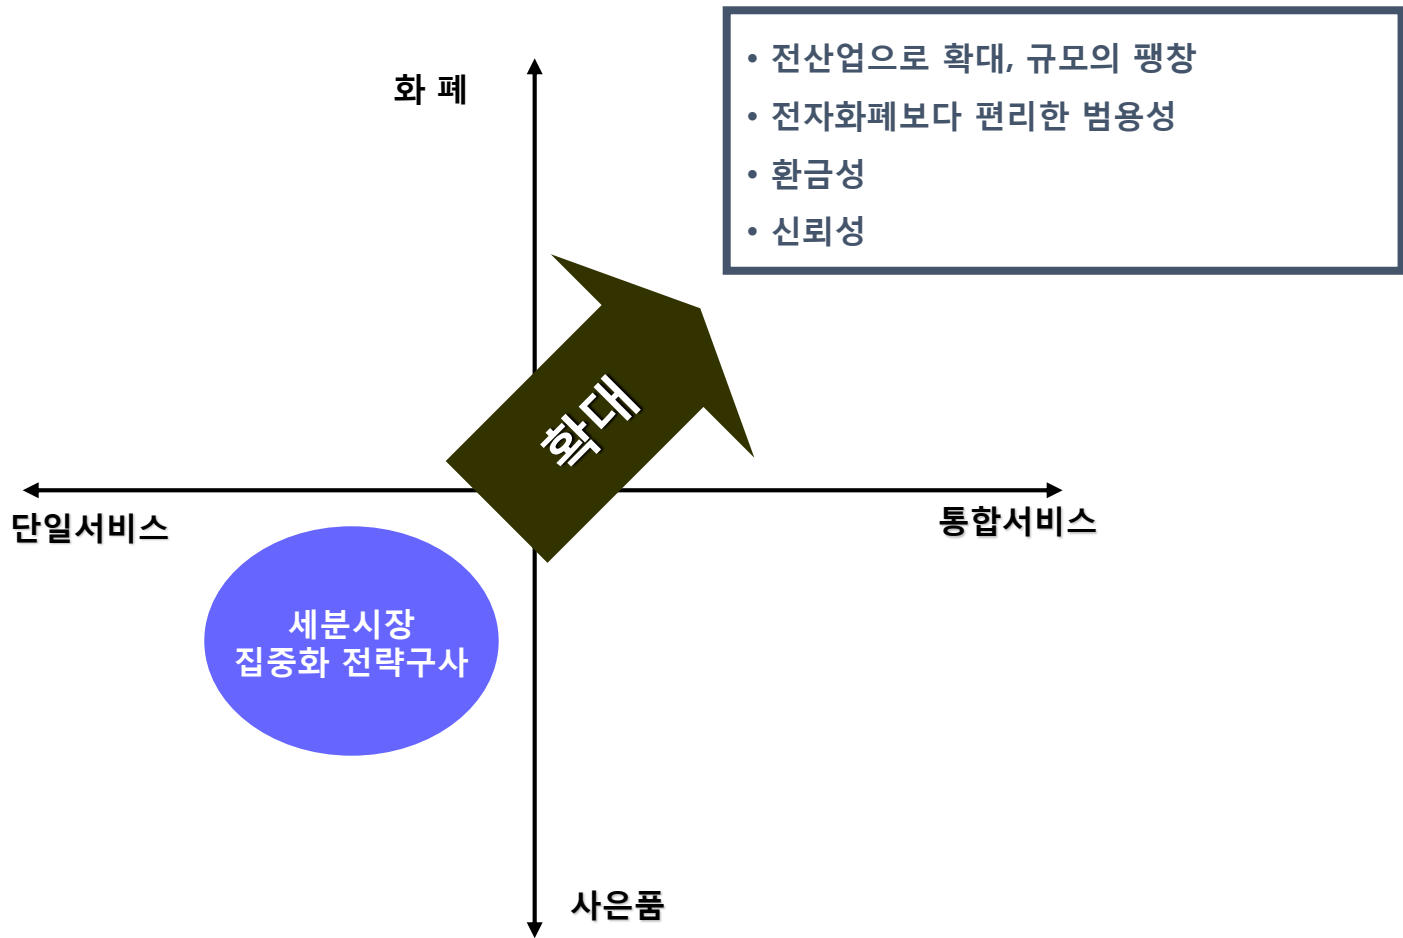 화 폐
• 전산업으로 확대, 규모의 팽창
• 전자화폐보다 편리한 범용성
• 환금성
• 신뢰성
확대
단일서비스
통합서비스
세분시장
집중화 전략구사
사은품